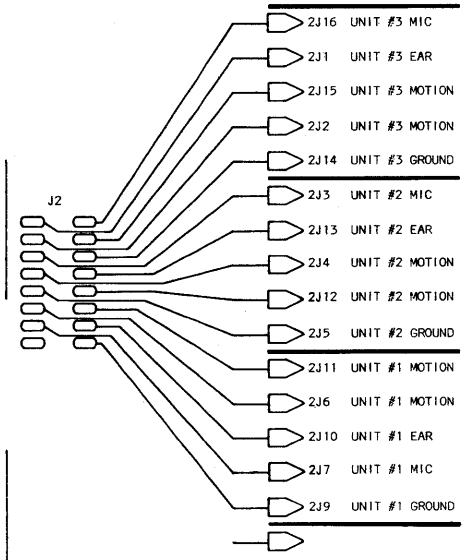 2J16 UNIT #3 MIC
2J1 UNIT #3 EAR
2J15 UNIT #3 MOTION
2J2 UNIT #3 MOTION
2J14 UNIT #3 GROUND
J2
2J3 UNIT #2 MIC
2J13 UNIT #2 EAR
2J4 UNIT #2 MOTION
2J12 UNIT #2 MOTION
2J5 UNIT #2 GROUND
2J11 UNIT #1 MOTION
2J6 UNIT #1 MOTION
2J10 UNIT #1 EAR
2J7 UNIT #1 MIC
2J9 UNIT #1 GROUND